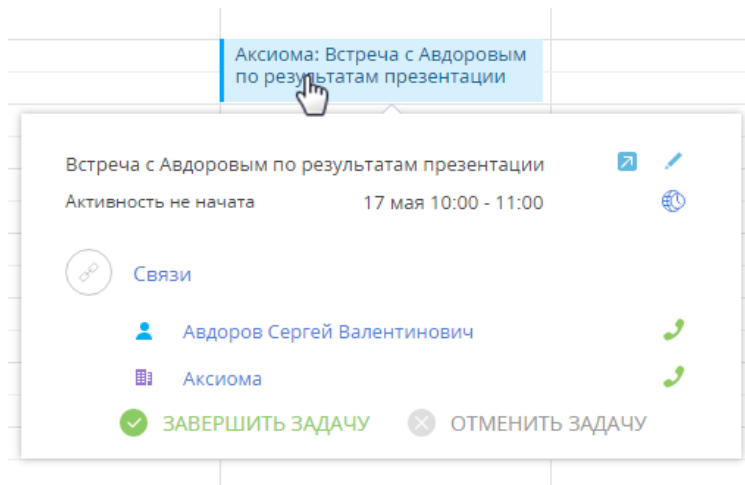 Аксиома: Встреча с Авдоровым
по результатам презентации
Встреча с Авдоровым по результатам презентации
Активность не начата 17 мая 10:00 - 11:00
Связи
Авдоров Сергей Валентинович
Аксиома
ЗАВЕРШИТЬ ЗАДАЧУ ОТМЕНИТЬ ЗАДАЧУ